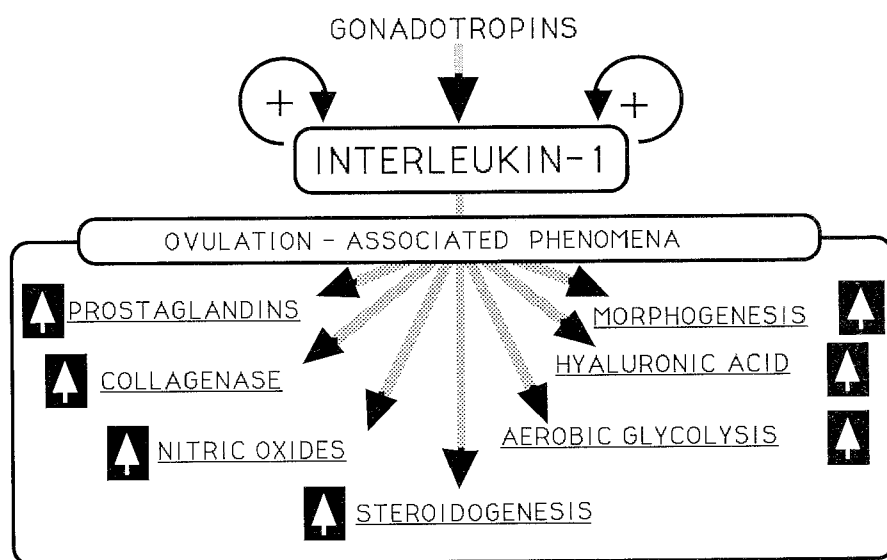 GONADOTROPINS
+ +
INTERLEUKIN-1
OVULATION - ASSOCIATED PHENOMENA
PROSTAGLANDINS
MORPHOGENESIS
COLLAGENASE
HYALURONIC ACID
NITRIC OXIDES
AEROBIC GLYCOLYSIS
STEROIDOGENESIS